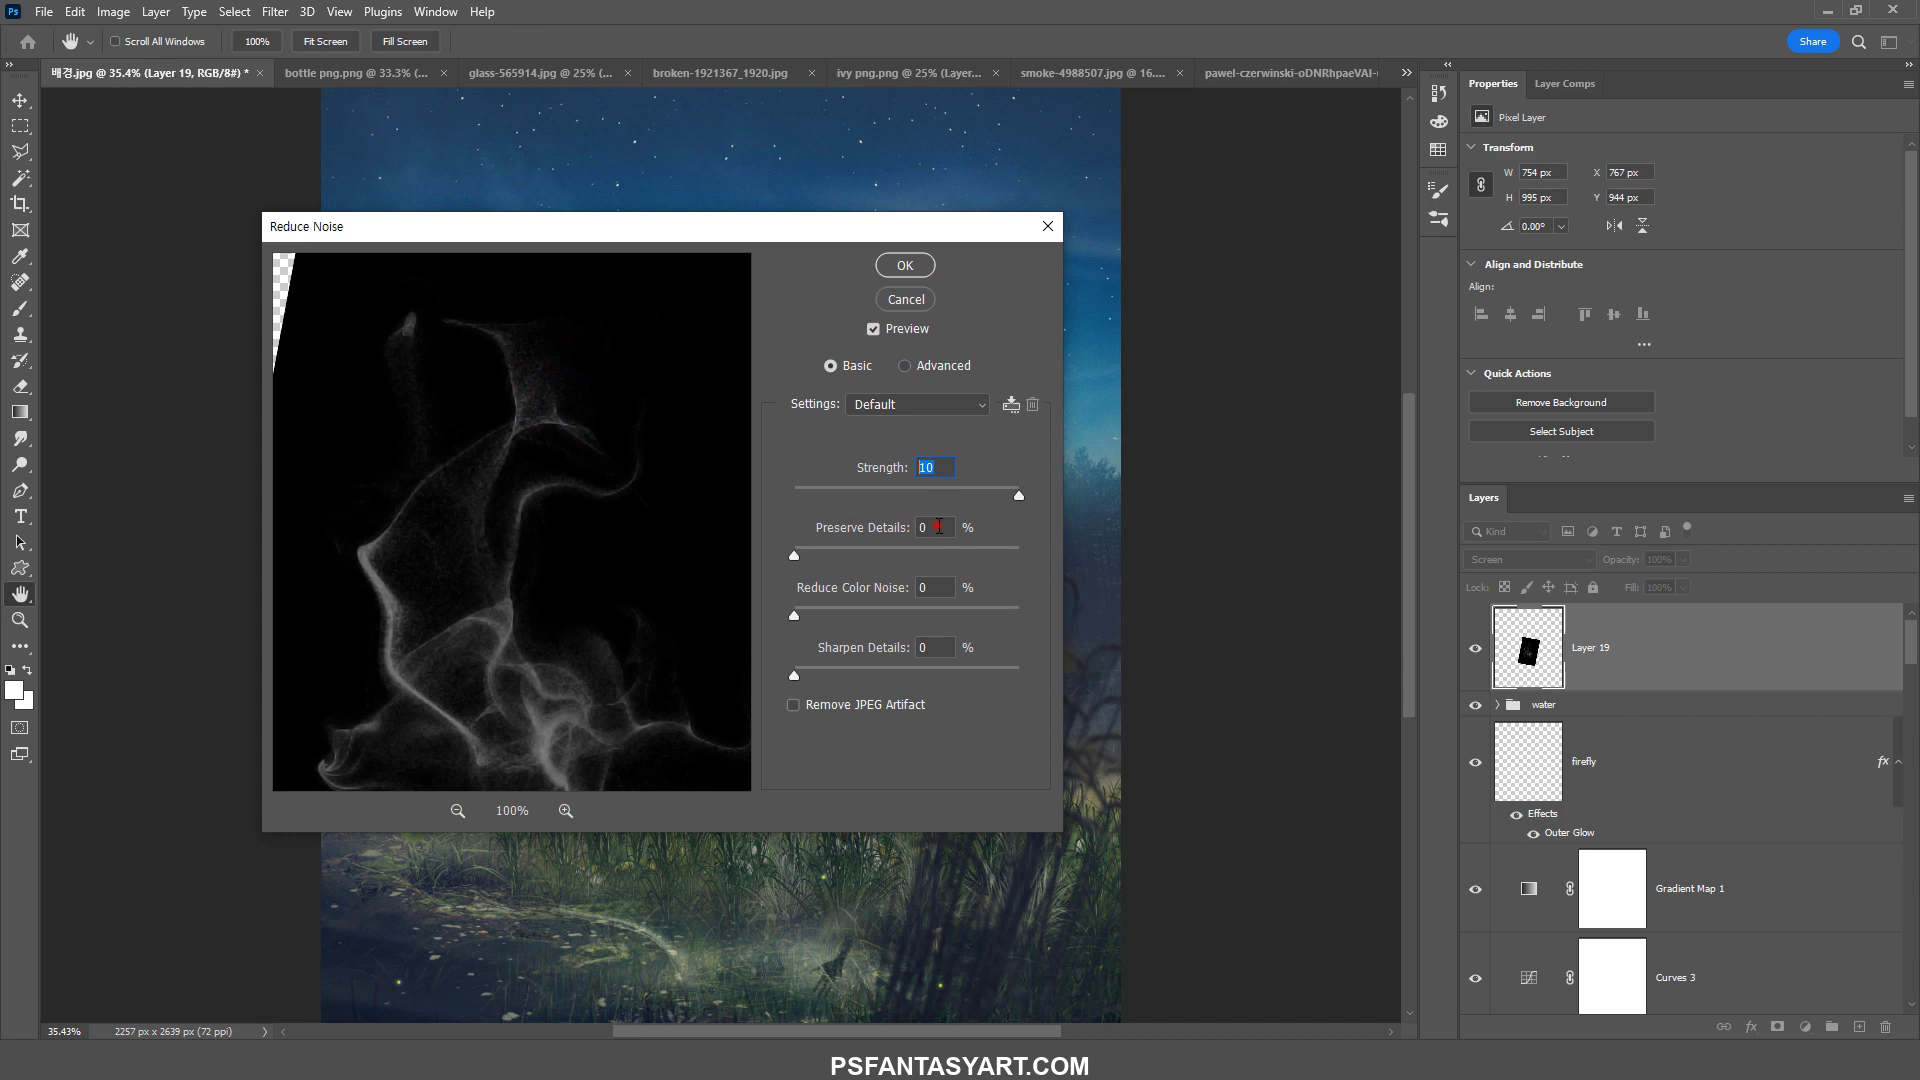 Ps File Edit Image Layer Type Select Filter 3D View Plugins Window Help
Scroll All Windows 100% Fit Screen Fill Screen Share
배경.jpg @ 35.4% (Layer 19, RGB/8#) * bottle png.png @ 33.3% (... glass-565914.jpg @ 25% (... broken-1921367_1920.jpg ivy png.png @ 25% (Layer... smoke-4988507.jpg @ 16.... pawel-czerwinski-oDNRhpaeVAI-
Properties Layer Comps
Pixel Layer
Transform
W 754 px X 767 px
H 995 px Y 944 px
0.00°
Align and Distribute
Align:
Quick Actions
Remove Background
Select Subject
Reduce Noise
OK
Cancel
Preview
Basic Advanced
Settings: Default
Strength: 10
Preserve Details: 0 %
Reduce Color Noise: 0 %
Sharpen Details: 0 %
Remove JPEG Artifact
100%
Layers
Kind
Screen Opacity: 100%
Lock: Fill: 100%
Layer 19
water
firefly fx
Effects
Outer Glow
Gradient Map 1
Curves 3
fx
35.43% 2257 px x 2639 px (72 ppi)
PSFANTASYART.COM